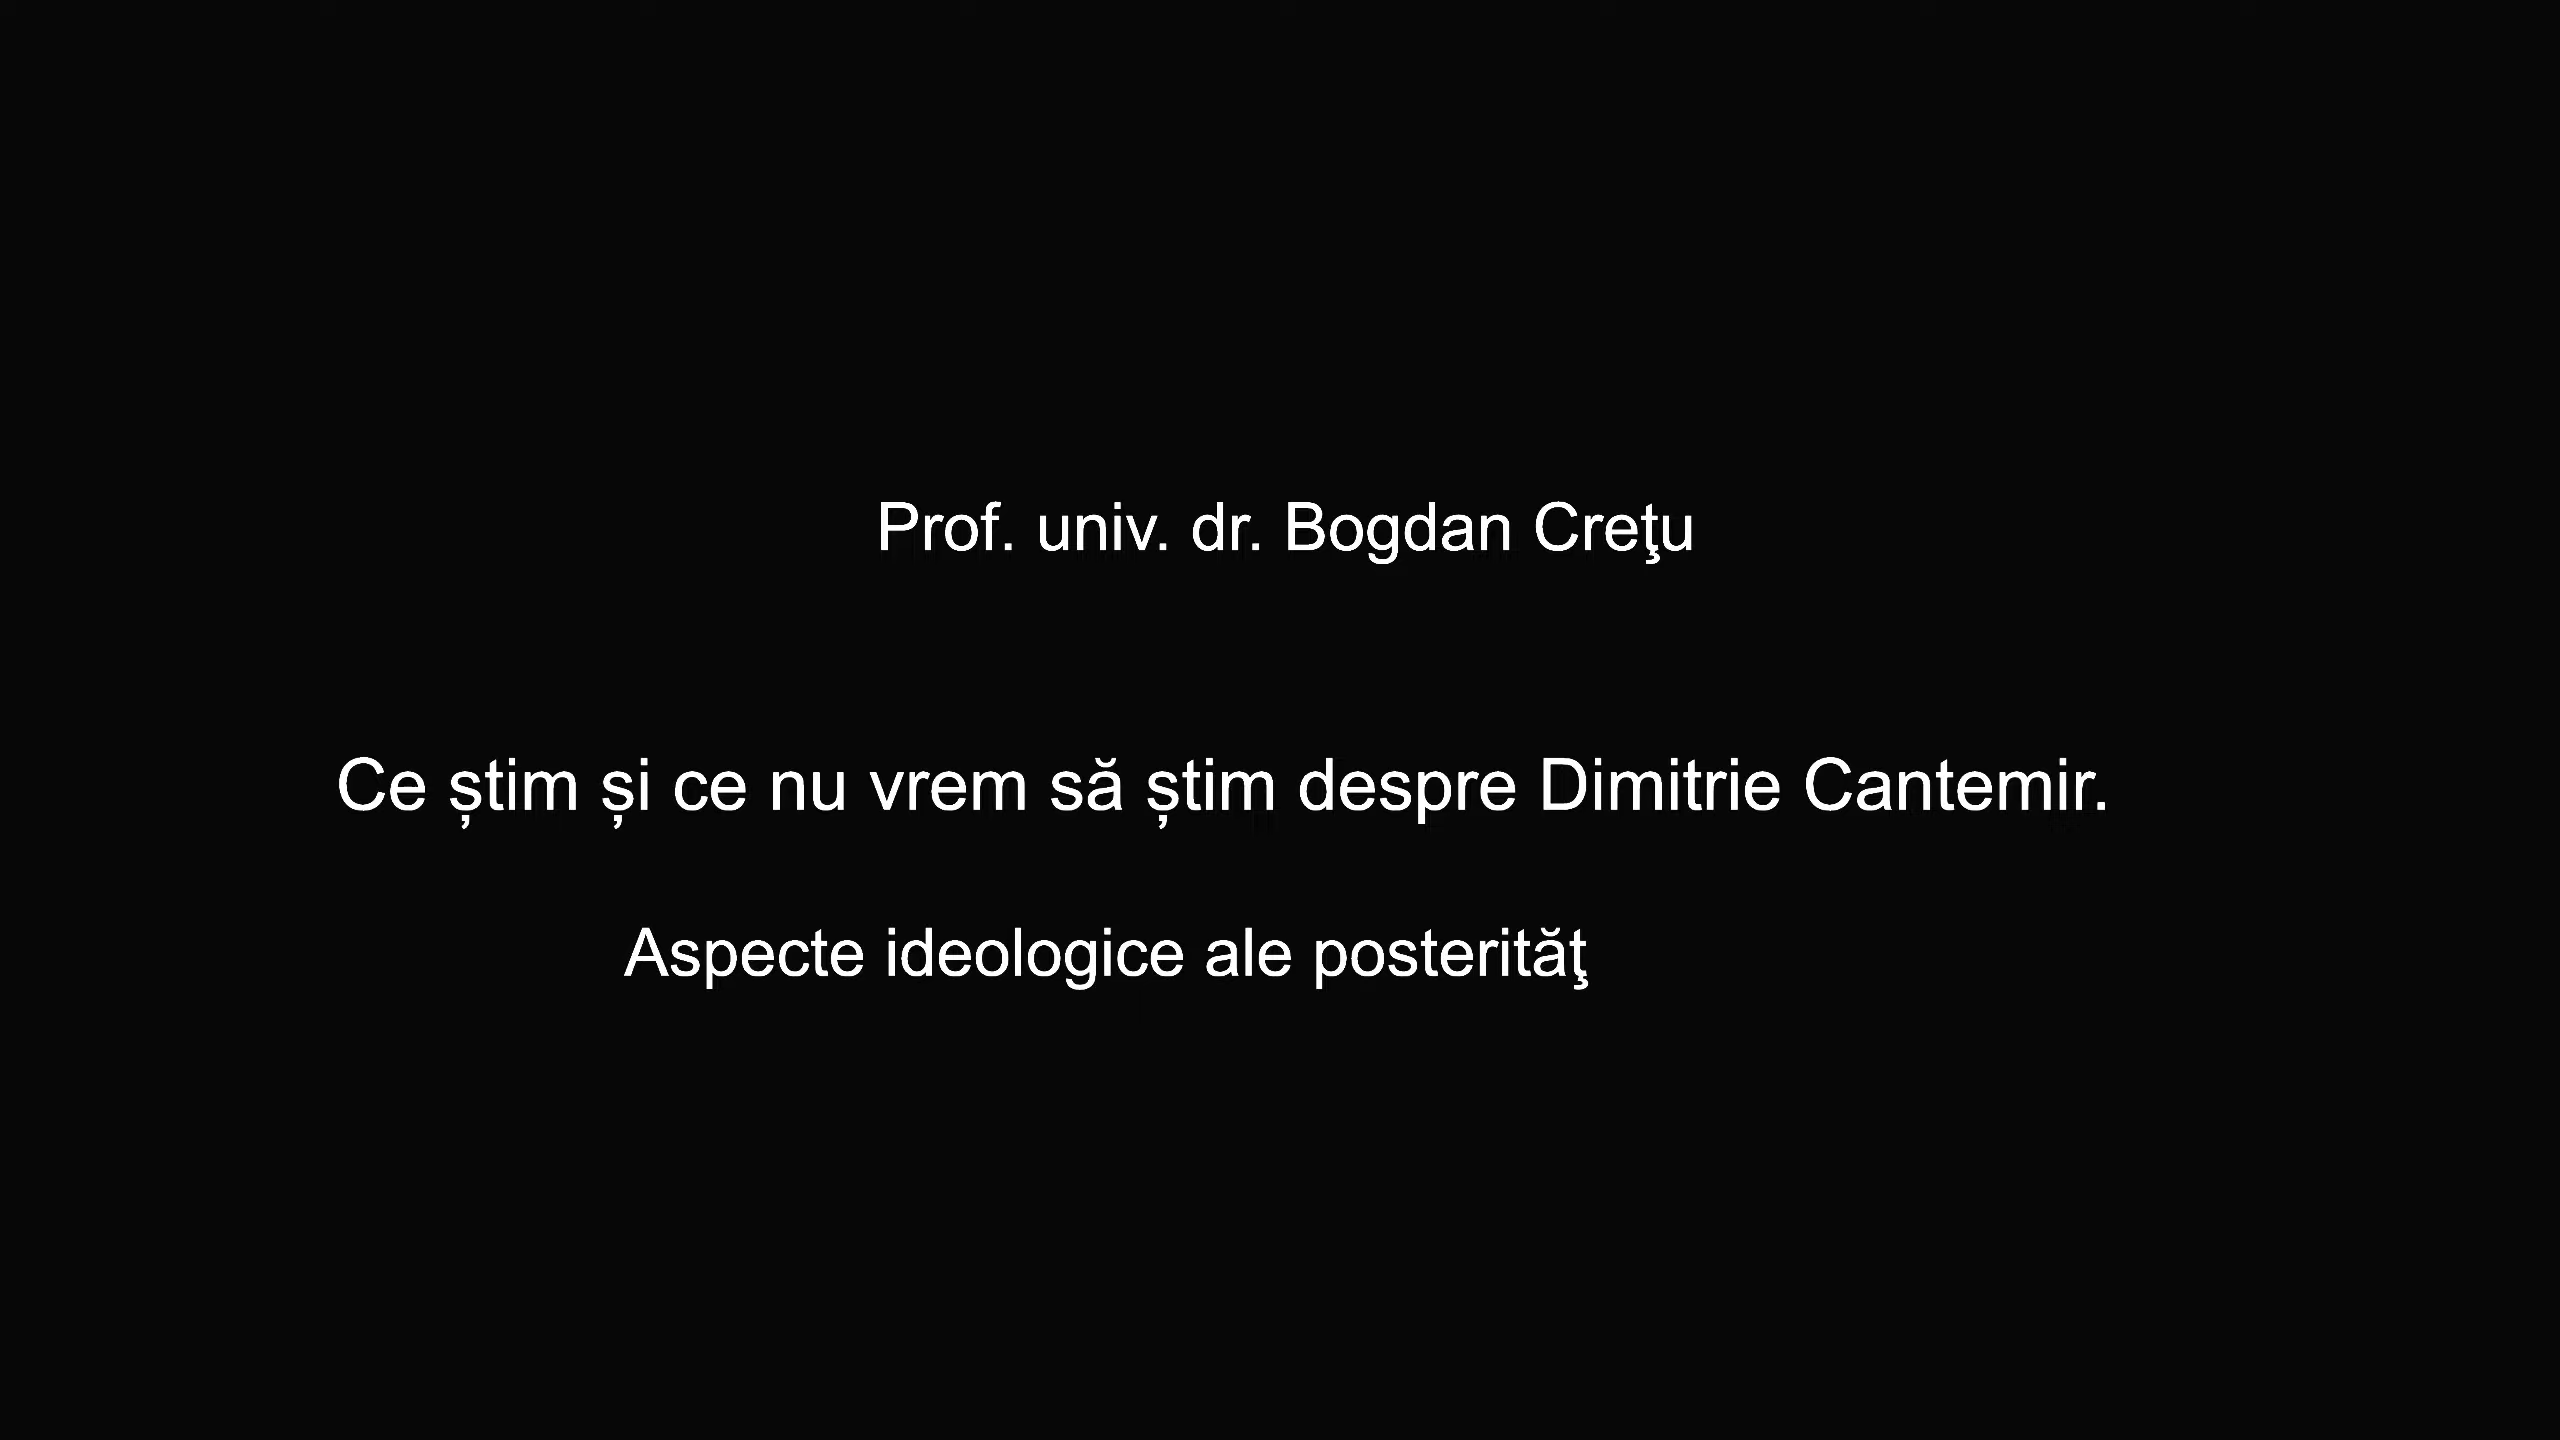 Prof. univ. dr. Bogdan Creţu
Ce știm și ce nu vrem să știm despre Dimitrie Cantemir.
Aspecte ideologice ale posterităţ